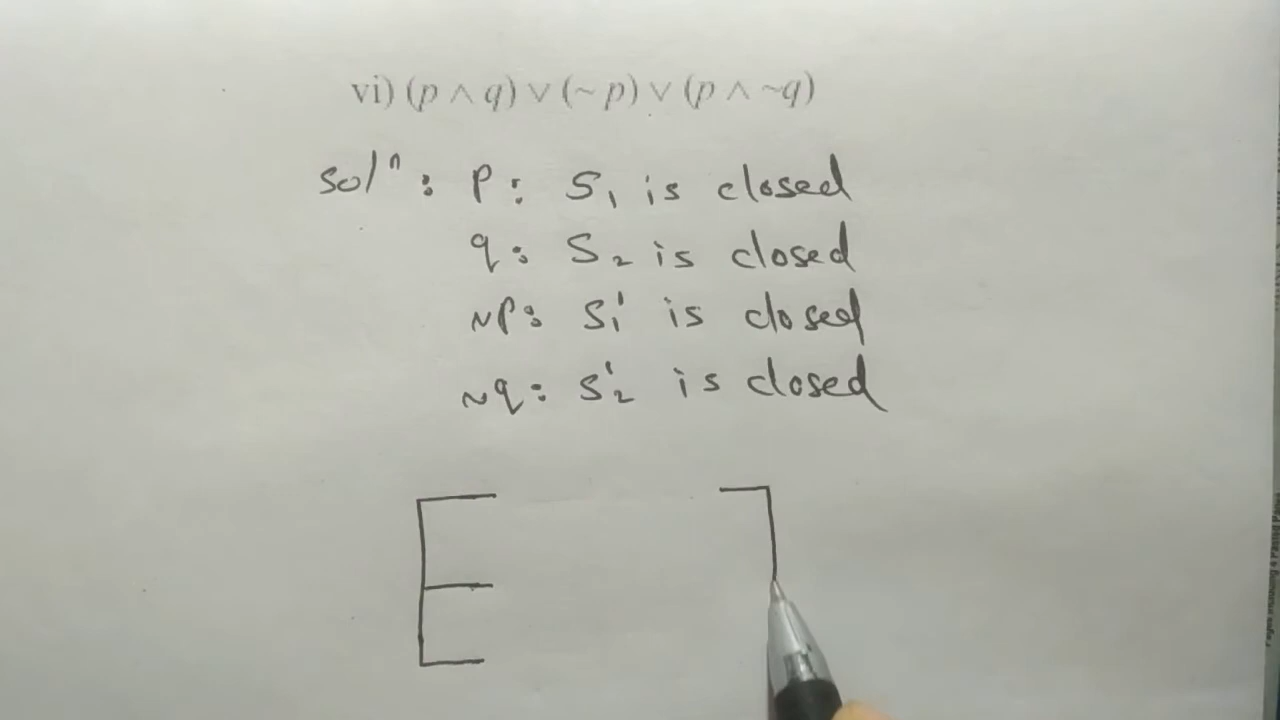 vi) (p ∧ q) ∨ (~ p) ∨ (p ∧ ~q)
solⁿ : p : S₁ is closed
q : S₂ is closed
~p : S₁' is closed
~q : S₂' is closed